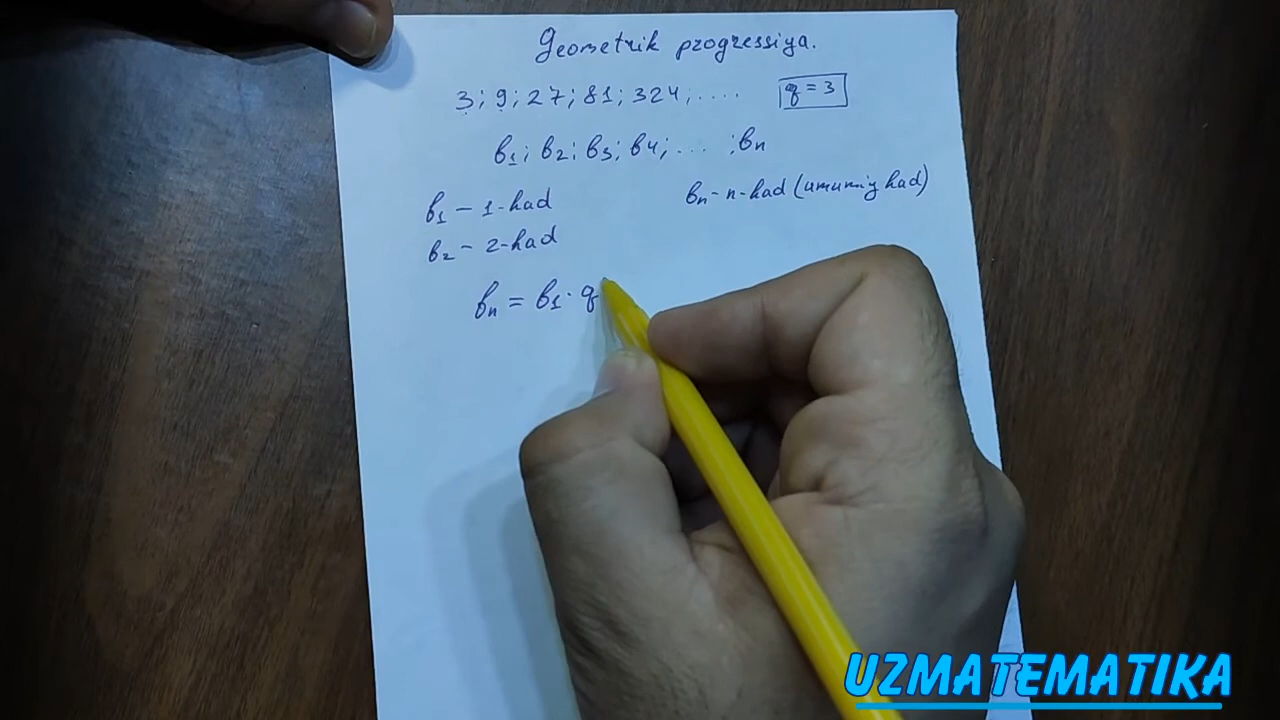 Geometrik progressiya.
3; 9; 27; 81; 324; .... q = 3
b1; b2; b3; b4; ... ; bn
b1 - 1-had
bn - n-had (umumiy had)
b2 - 2-had
bn = b1 · q
UZMATEMATIKA